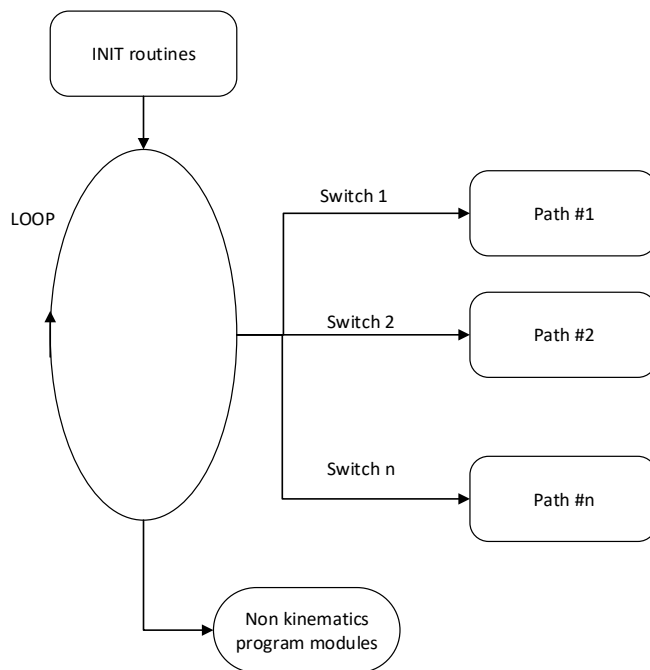 INIT routines
LOOP
Switch 1
Path #1
Switch 2
Path #2
Switch n
Path #n
Non kinematics
program modules